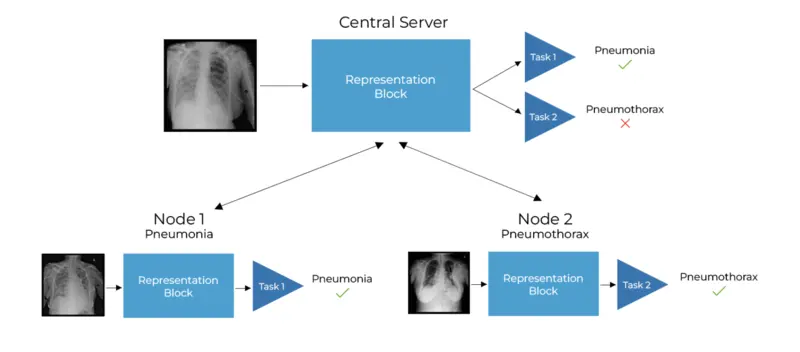 Central Server
Representation
Block
Task 1
Pneumonia
Task 2
Pneumothorax
Node 1
Pneumonia
Representation
Block
Task 1
Pneumonia
Node 2
Pneumothorax
Representation
Block
Task 2
Pneumothorax